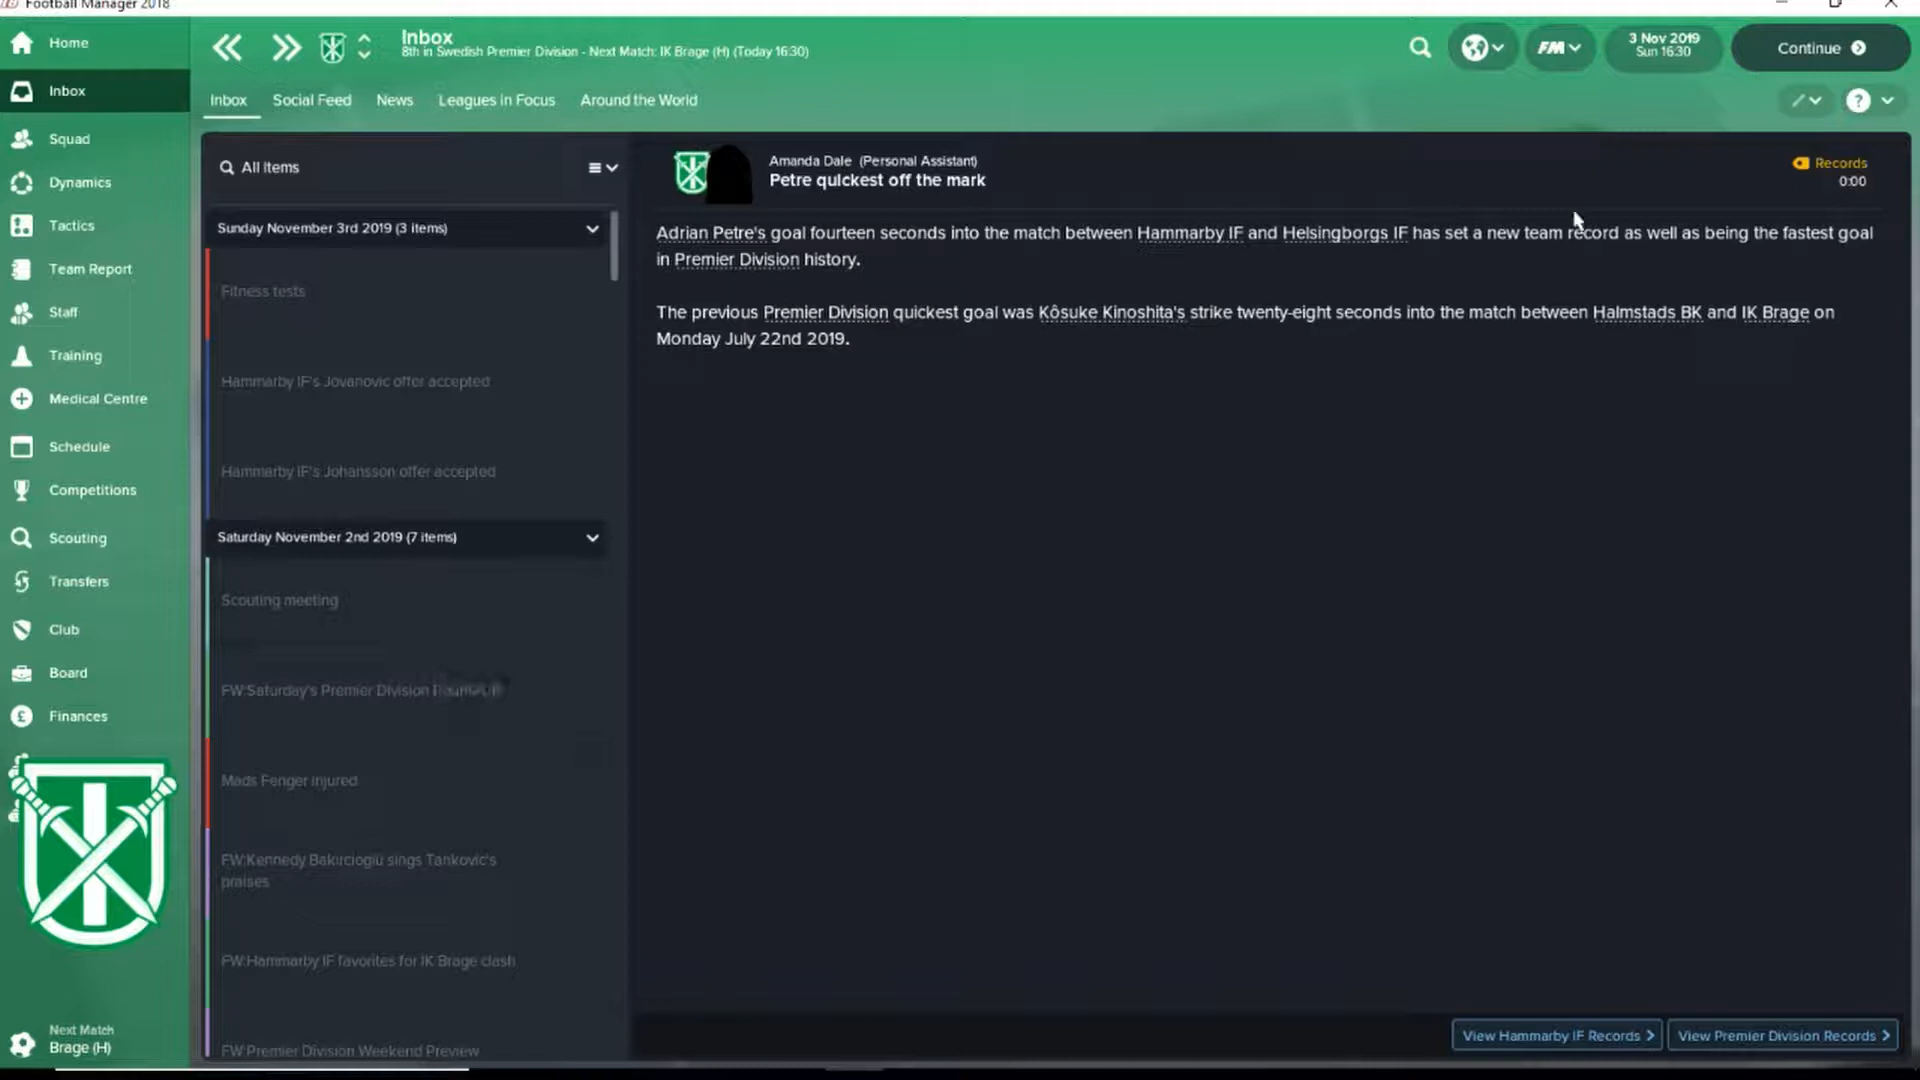 Football Manager 2018
Home
Inbox
Squad
Dynamics
Tactics
Team Report
Staff
Training
Medical Centre
Schedule
Competitions
Scouting
Transfers
Club
Board
Finances
Next Match
Brage (H)
Inbox
8th in Swedish Premier Division - Next Match: IK Brage (H) (Today 16:30)
FM
3 Nov 2019
Sun 16:30
Continue
Inbox
Social Feed
News
Leagues In Focus
Around the World
?
All Items
Sunday November 3rd 2019 (3 items)
Fitness tests
Hammarby IF's Jovanovic offer accepted
Hammarby IF's Johansson offer accepted
Saturday November 2nd 2019 (7 items)
Scouting meeting
FW:Saturday's Premier Division
Mads Fenger injured
FW:Kennedy Bakircioglü sings Tankovic's
praises
FW:Hammarby IF favorites for IK Brage clash
FW:Premier Division Weekend Preview
Amanda Dale (Personal Assistant)
Petre quickest off the mark
Records
0:00
Adrian Petre's goal fourteen seconds into the match between Hammarby IF and Helsingborgs IF has set a new team record as well as being the fastest goal
in Premier Division history.
The previous Premier Division quickest goal was Kôsuke Kinoshita's strike twenty-eight seconds into the match between Halmstads BK and IK Brage on
Monday July 22nd 2019.
View Hammarby IF Records >
View Premier Division Records >